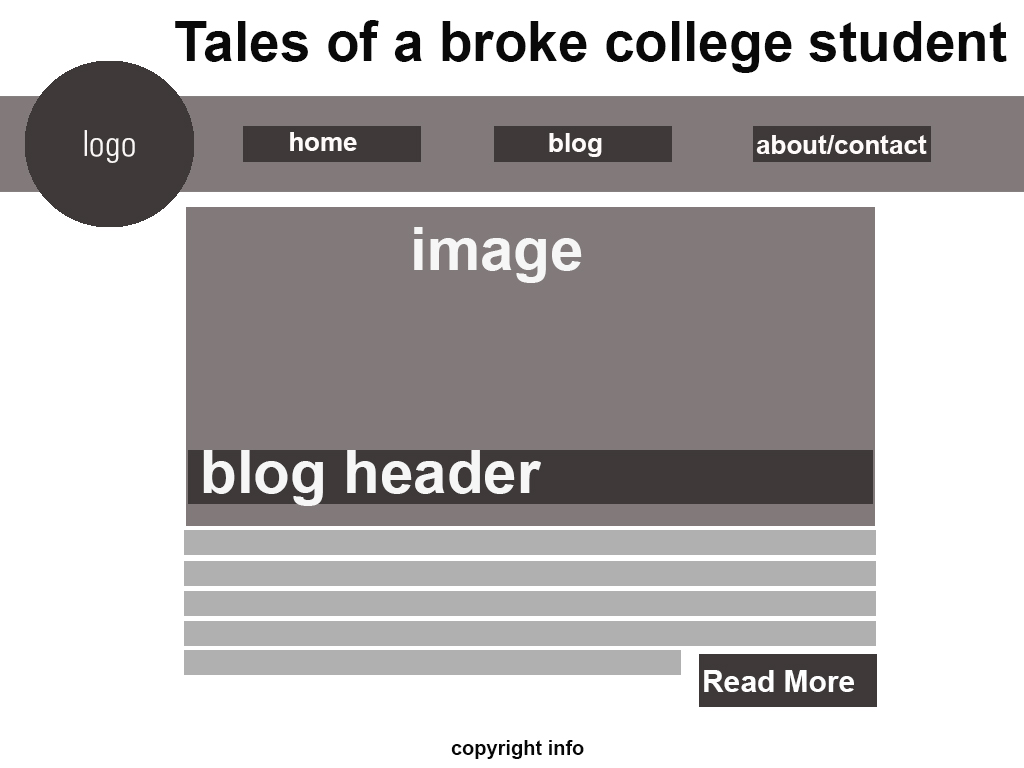 Tales of a broke college student
logo
home
blog
about/contact
image
blog header
Read More
copyright info